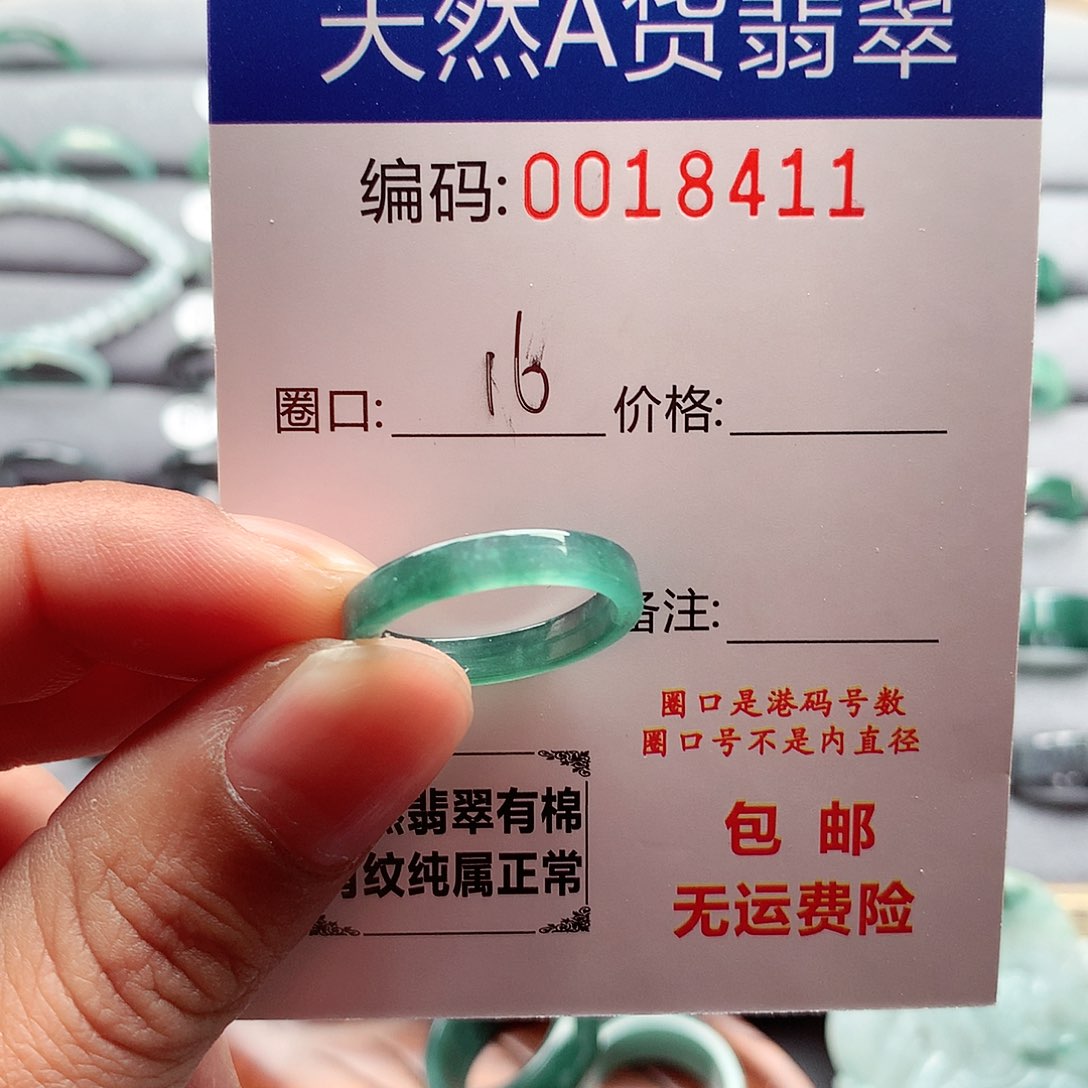 天然A货翡翠
编码:0018411
圈口: 16 价格:
备注:
圈口是港码号数
圈口号不是内直径
翡翠有棉
纹纯属正常
包 邮
无运费险